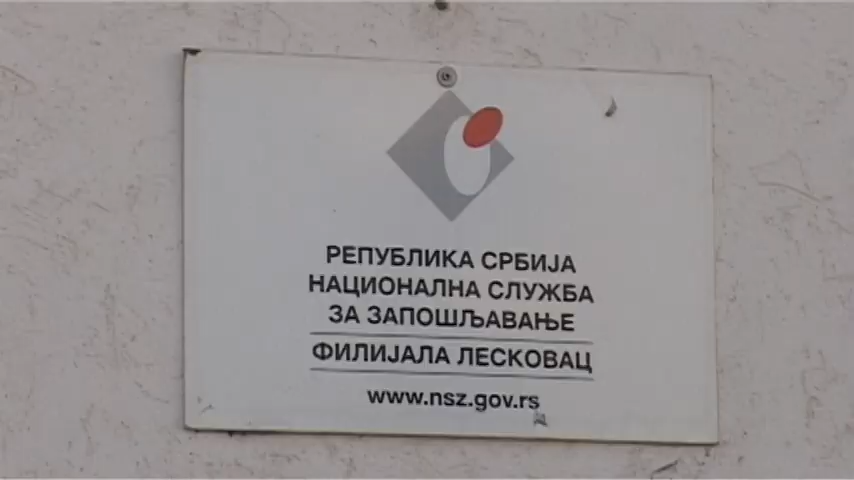 РЕПУБЛИКА СРБИЈА
НАЦИОНАЛНА СЛУЖБА
ЗА ЗАПОШЉАВАЊЕ
ФИЛИЈАЛА ЛЕСКОВАЦ
www.nsz.gov.rs